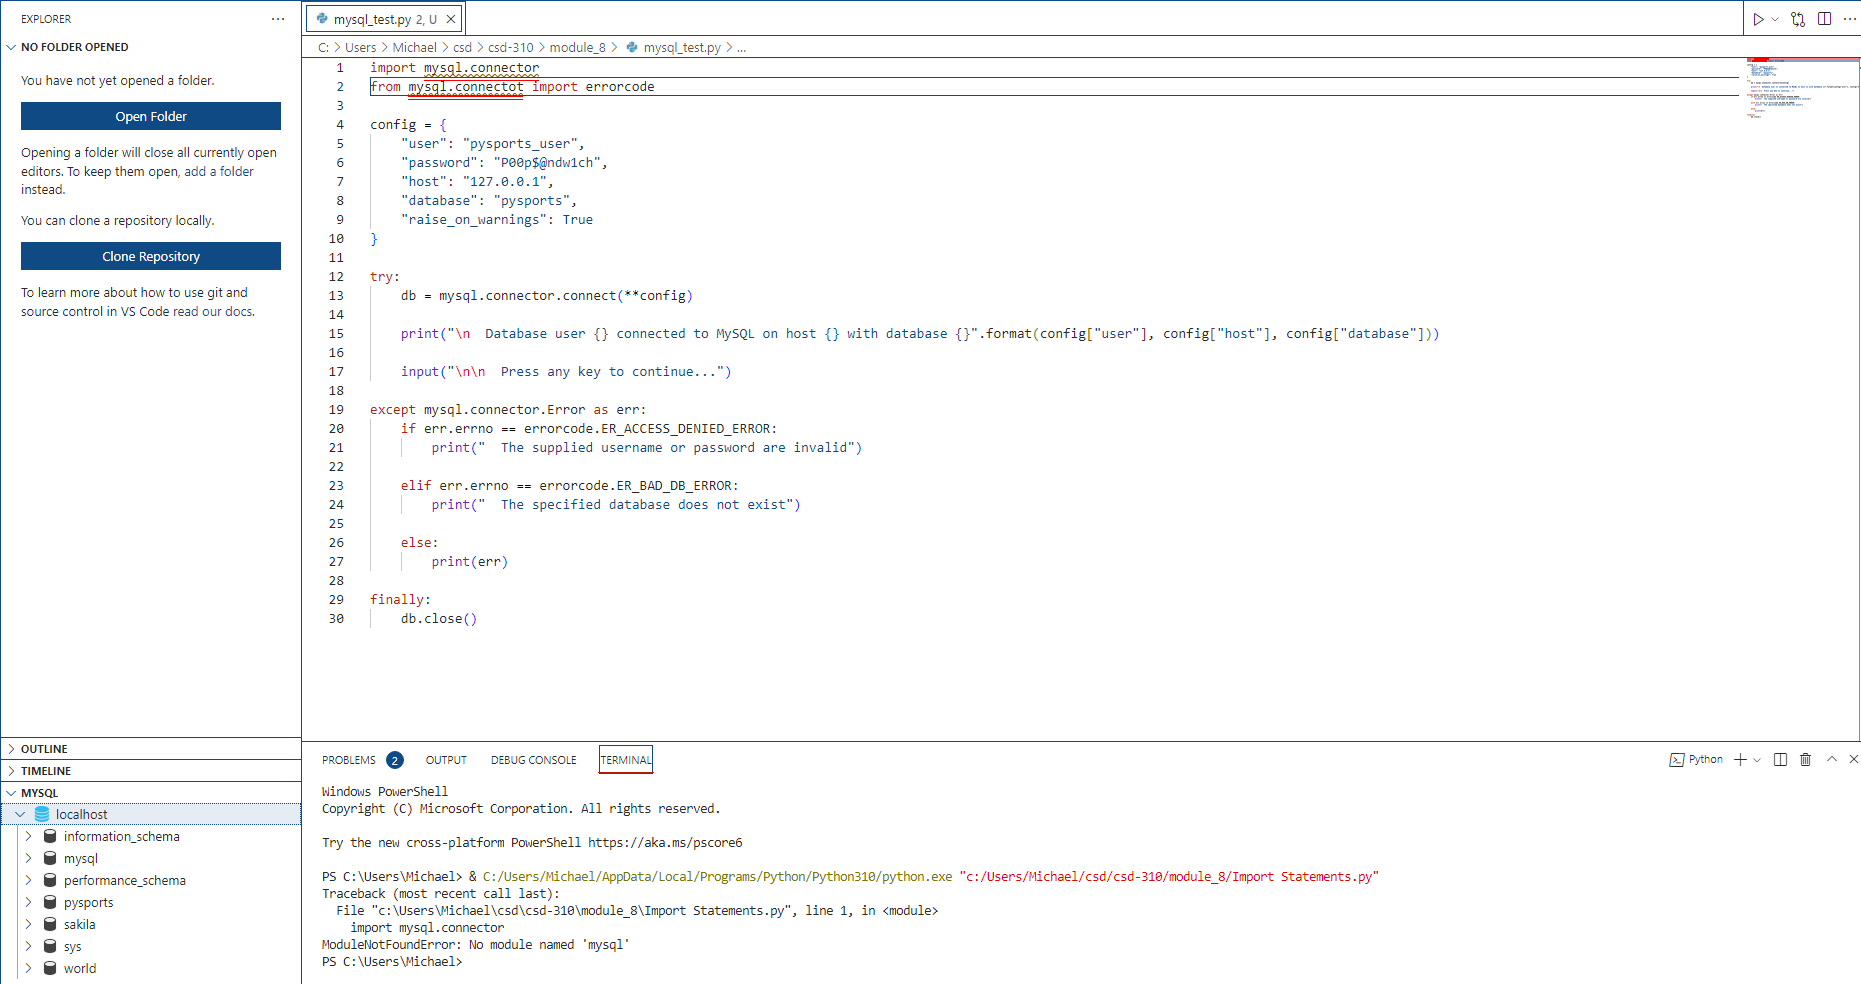 EXPLORER
NO FOLDER OPENED
You have not yet opened a folder.
Open Folder
Opening a folder will close all currently open
editors. To keep them open, add a folder
instead.
You can clone a repository locally.
Clone Repository
To learn more about how to use git and
source control in VS Code read our docs.
OUTLINE
TIMELINE
MYSQL
localhost
information_schema
mysql
performance_schema
pysports
sakila
sys
world
mysql_test.py 2, U
C: > Users > Michael > csd > csd-310 > module_8 > mysql_test.py > ...
1 import mysql.connector
2 from mysql.connectot import errorcode
3
4 config = {
5     "user": "pysports_user",
6     "password": "P00p$@ndw1ch",
7     "host": "127.0.0.1",
8     "database": "pysports",
9     "raise_on_warnings": True
10 }
11
12 try:
13     db = mysql.connector.connect(**config)
14
15     print("\n  Database user {} connected to MySQL on host {} with database {}".format(config["user"], config["host"], config["database"]))
16
17     input("\n\n  Press any key to continue...")
18
19 except mysql.connector.Error as err:
20     if err.errno == errorcode.ER_ACCESS_DENIED_ERROR:
21         print("  The supplied username or password are invalid")
22
23     elif err.errno == errorcode.ER_BAD_DB_ERROR:
24         print("  The specified database does not exist")
25
26     else:
27         print(err)
28
29 finally:
30     db.close()
PROBLEMS 2 OUTPUT DEBUG CONSOLE TERMINAL
Python
Windows PowerShell
Copyright (C) Microsoft Corporation. All rights reserved.
Try the new cross-platform PowerShell https://aka.ms/pscore6
PS C:\Users\Michael> & C:/Users/Michael/AppData/Local/Programs/Python/Python310/python.exe "c:/Users/Michael/csd/csd-310/module_8/Import Statements.py"
Traceback (most recent call last):
  File "c:\Users\Michael\csd\csd-310\module_8\Import Statements.py", line 1, in <module>
    import mysql.connector
ModuleNotFoundError: No module named 'mysql'
PS C:\Users\Michael>